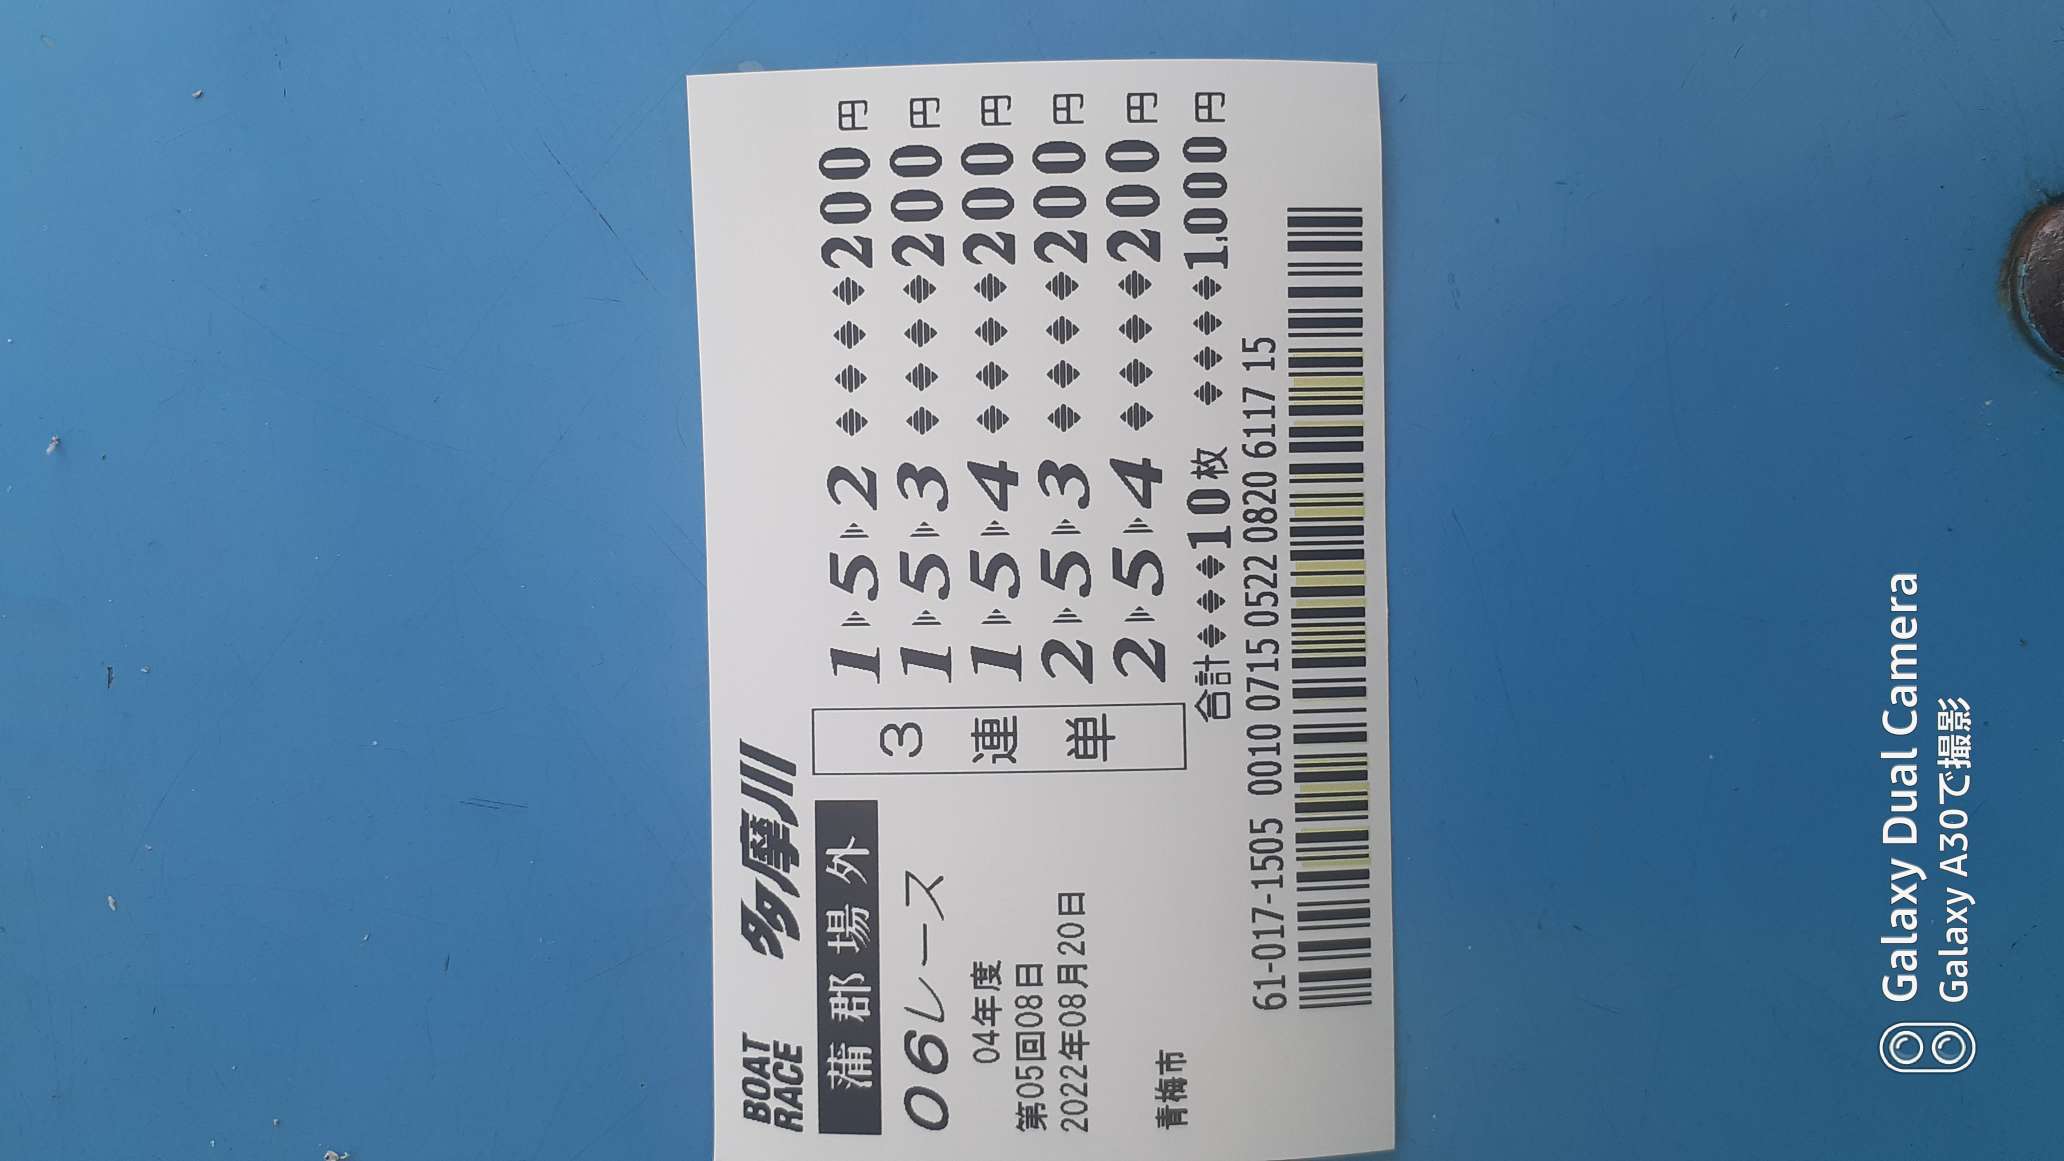 BOAT RACE 多摩川
蒲郡場外
06レース
04年度
第05回08日
2022年08月20日
青梅市
3連単
1 5 2 200円
1 5 3 200円
1 5 4 200円
2 5 3 200円
2 5 4 200円
合計 10枚 1,000円
61-017-1505 0010 0715 0522 0820 6117 15
Galaxy Dual Camera
Galaxy A30で撮影